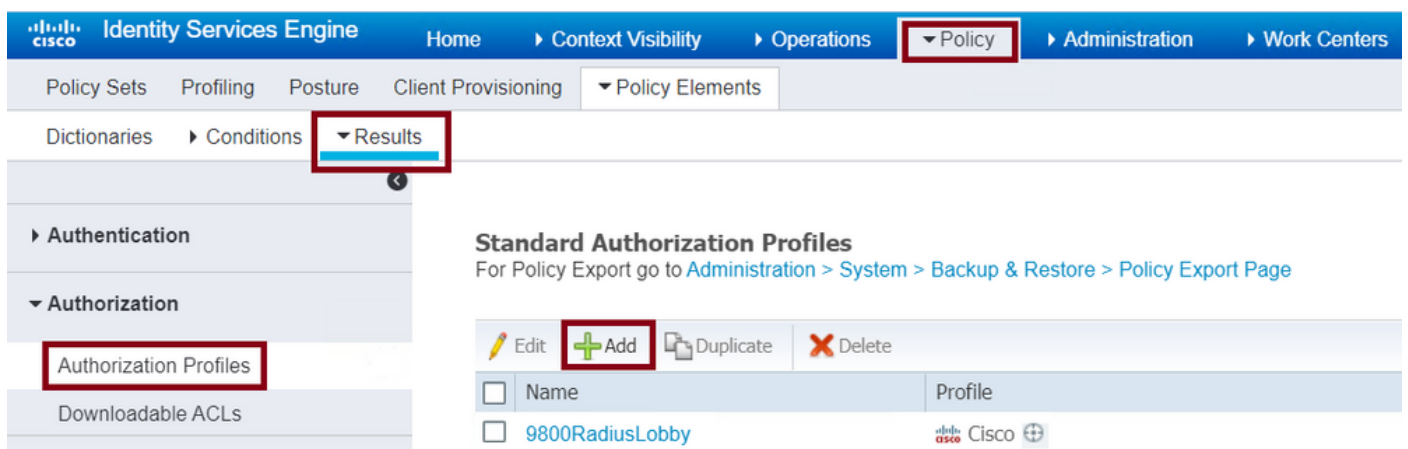 cisco Identity Services Engine Home Context Visibility Operations Policy Administration Work Centers
Policy Sets Profiling Posture Client Provisioning Policy Elements
Dictionaries Conditions Results
Authentication
Authorization
Authorization Profiles
Downloadable ACLs
Standard Authorization Profiles
For Policy Export go to Administration > System > Backup & Restore > Policy Export Page
Edit Add Duplicate Delete
Name Profile
9800RadiusLobby cisco Cisco